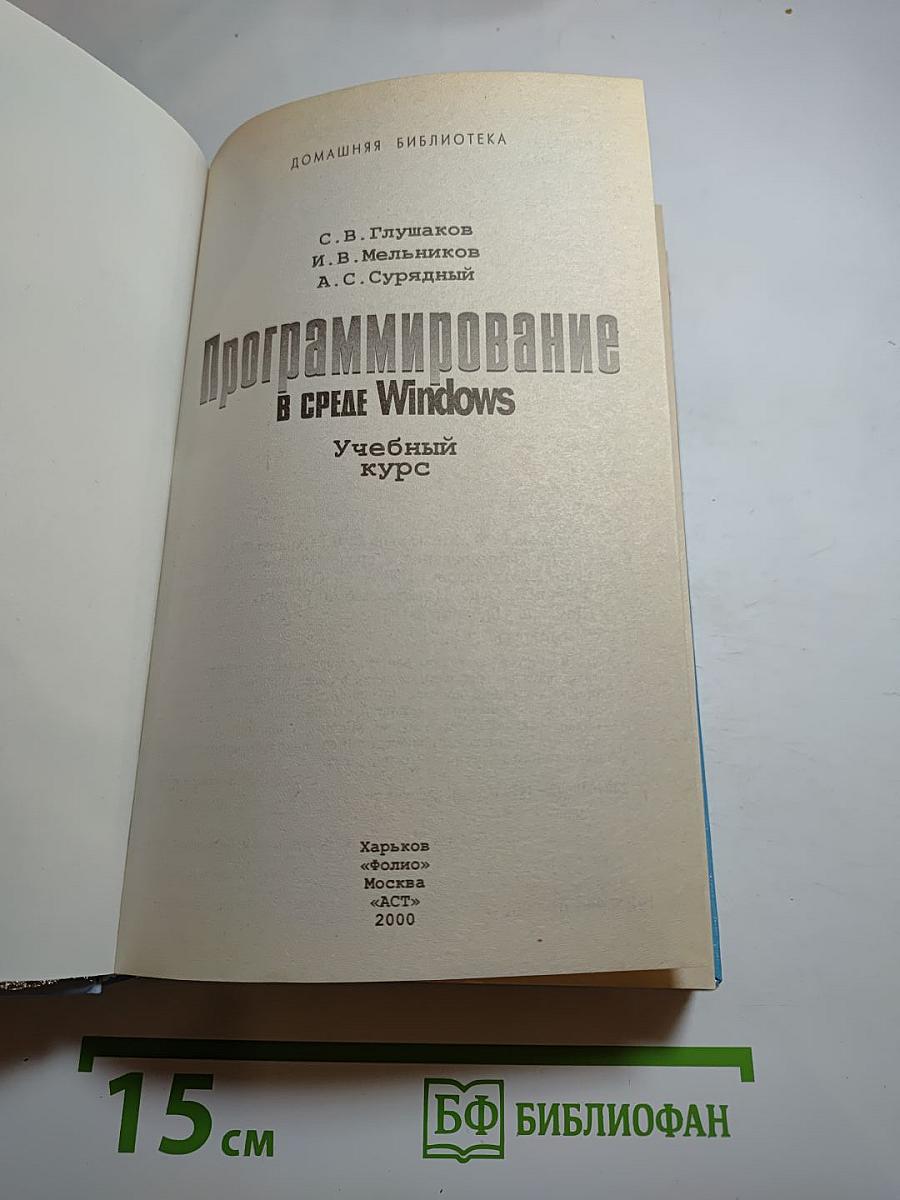 ДОМАШНЯЯ БИБЛИОТЕКА
С.В.Глушаков
И.В.Мельников
А.С.Сурядный
Программирование
в среде Windows
Учебный
курс
Харьков
«Фолио»
Москва
«АСТ»
2000
15 см
БФ БИБЛИОФАН